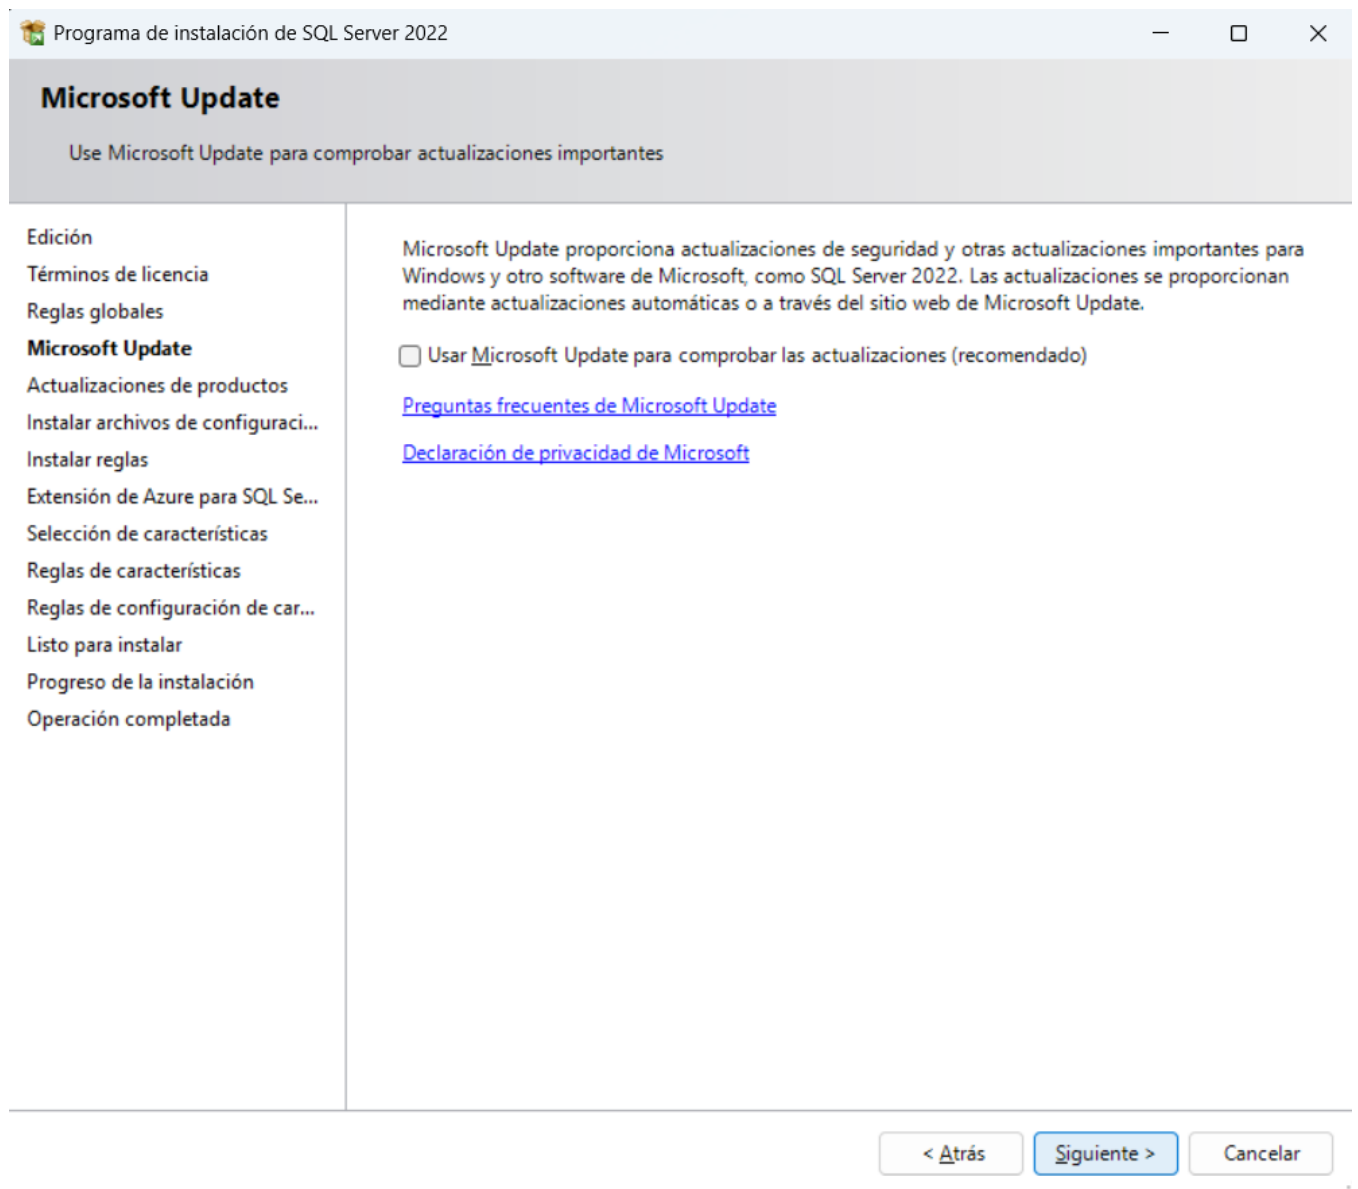 Programa de instalación de SQL Server 2022
Microsoft Update
Use Microsoft Update para comprobar actualizaciones importantes
Edición
Términos de licencia
Reglas globales
Microsoft Update
Actualizaciones de productos
Instalar archivos de configuraci...
Instalar reglas
Extensión de Azure para SQL Se...
Selección de características
Reglas de características
Reglas de configuración de car...
Listo para instalar
Progreso de la instalación
Operación completada
Microsoft Update proporciona actualizaciones de seguridad y otras actualizaciones importantes para
Windows y otro software de Microsoft, como SQL Server 2022. Las actualizaciones se proporcionan
mediante actualizaciones automáticas o a través del sitio web de Microsoft Update.
Usar Microsoft Update para comprobar las actualizaciones (recomendado)
Preguntas frecuentes de Microsoft Update
Declaración de privacidad de Microsoft
< Atrás
Siguiente >
Cancelar